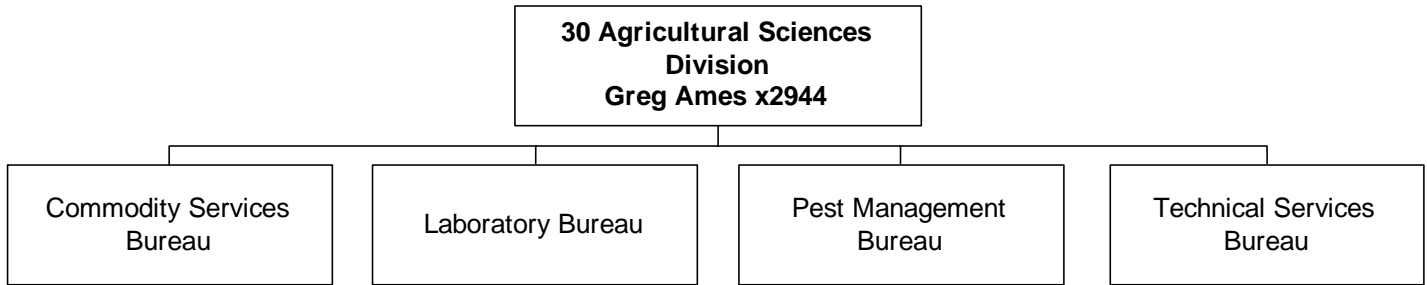 30 Agricultural Sciences
Division
Greg Ames x2944
Commodity Services
Bureau
Laboratory Bureau
Pest Management
Bureau
Technical Services
Bureau